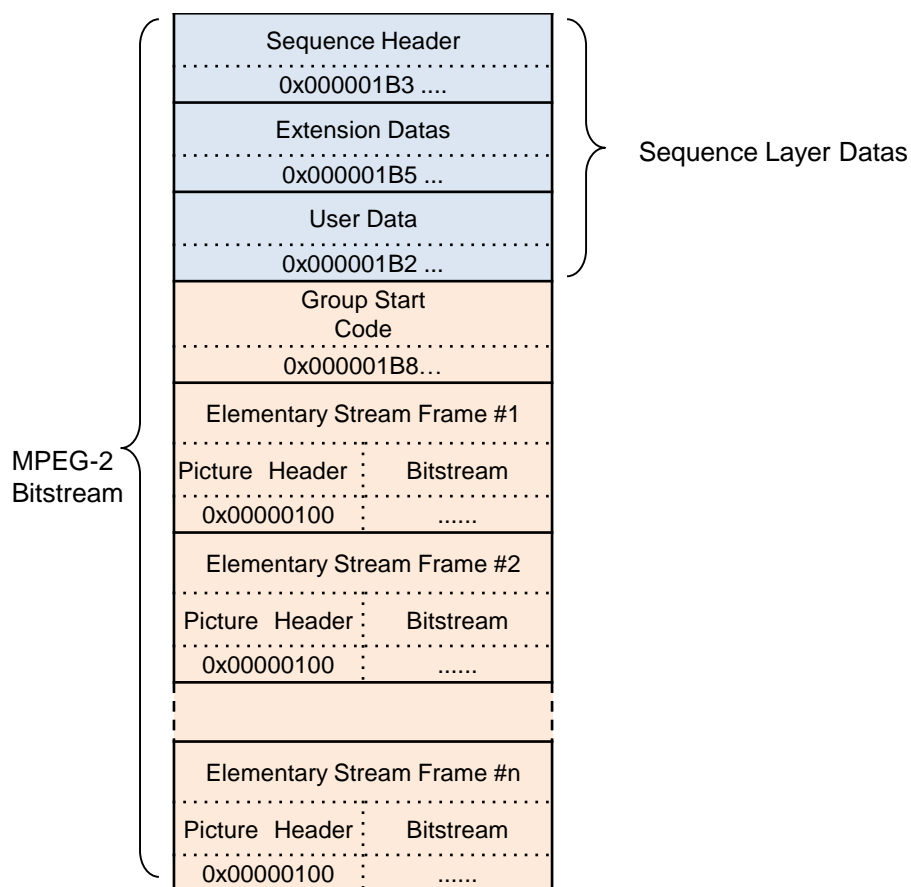 Sequence Header
0x000001B3 ....
Extension Datas
0x000001B5 ...
Sequence Layer Datas
User Data
0x000001B2 ...
Group Start
Code
0x000001B8...
Elementary Stream Frame #1
MPEG-2
Bitstream
Picture Header
Bitstream
0x00000100
......
Elementary Stream Frame #2
Picture Header
Bitstream
0x00000100
......
Elementary Stream Frame #n
Picture Header
Bitstream
0x00000100
......